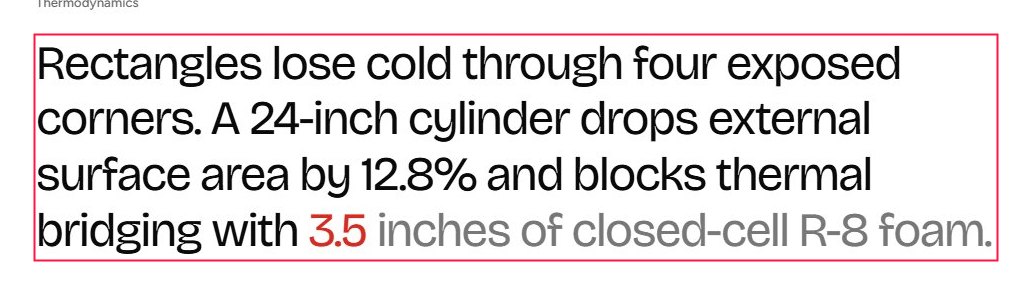 Thermodynamics
Rectangles lose cold through four exposed
corners. A 24-inch cylinder drops external
surface area by 12.8% and blocks thermal
bridging with 3.5 inches of closed-cell R-8 foam.